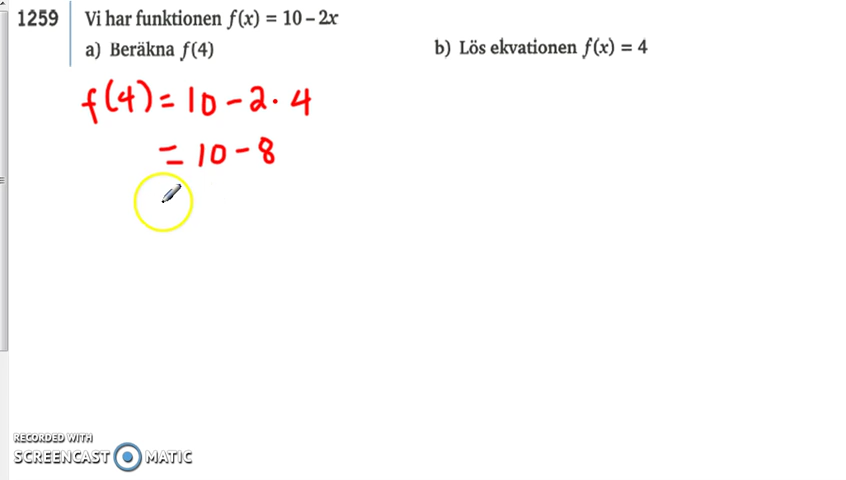 1259 Vi har funktionen f(x) = 10 – 2x
a) Beräkna f(4)
b) Lös ekvationen f(x) = 4
f(4) = 10 - 2 · 4
= 10 - 8
RECORDED WITH
SCREENCAST MATIC